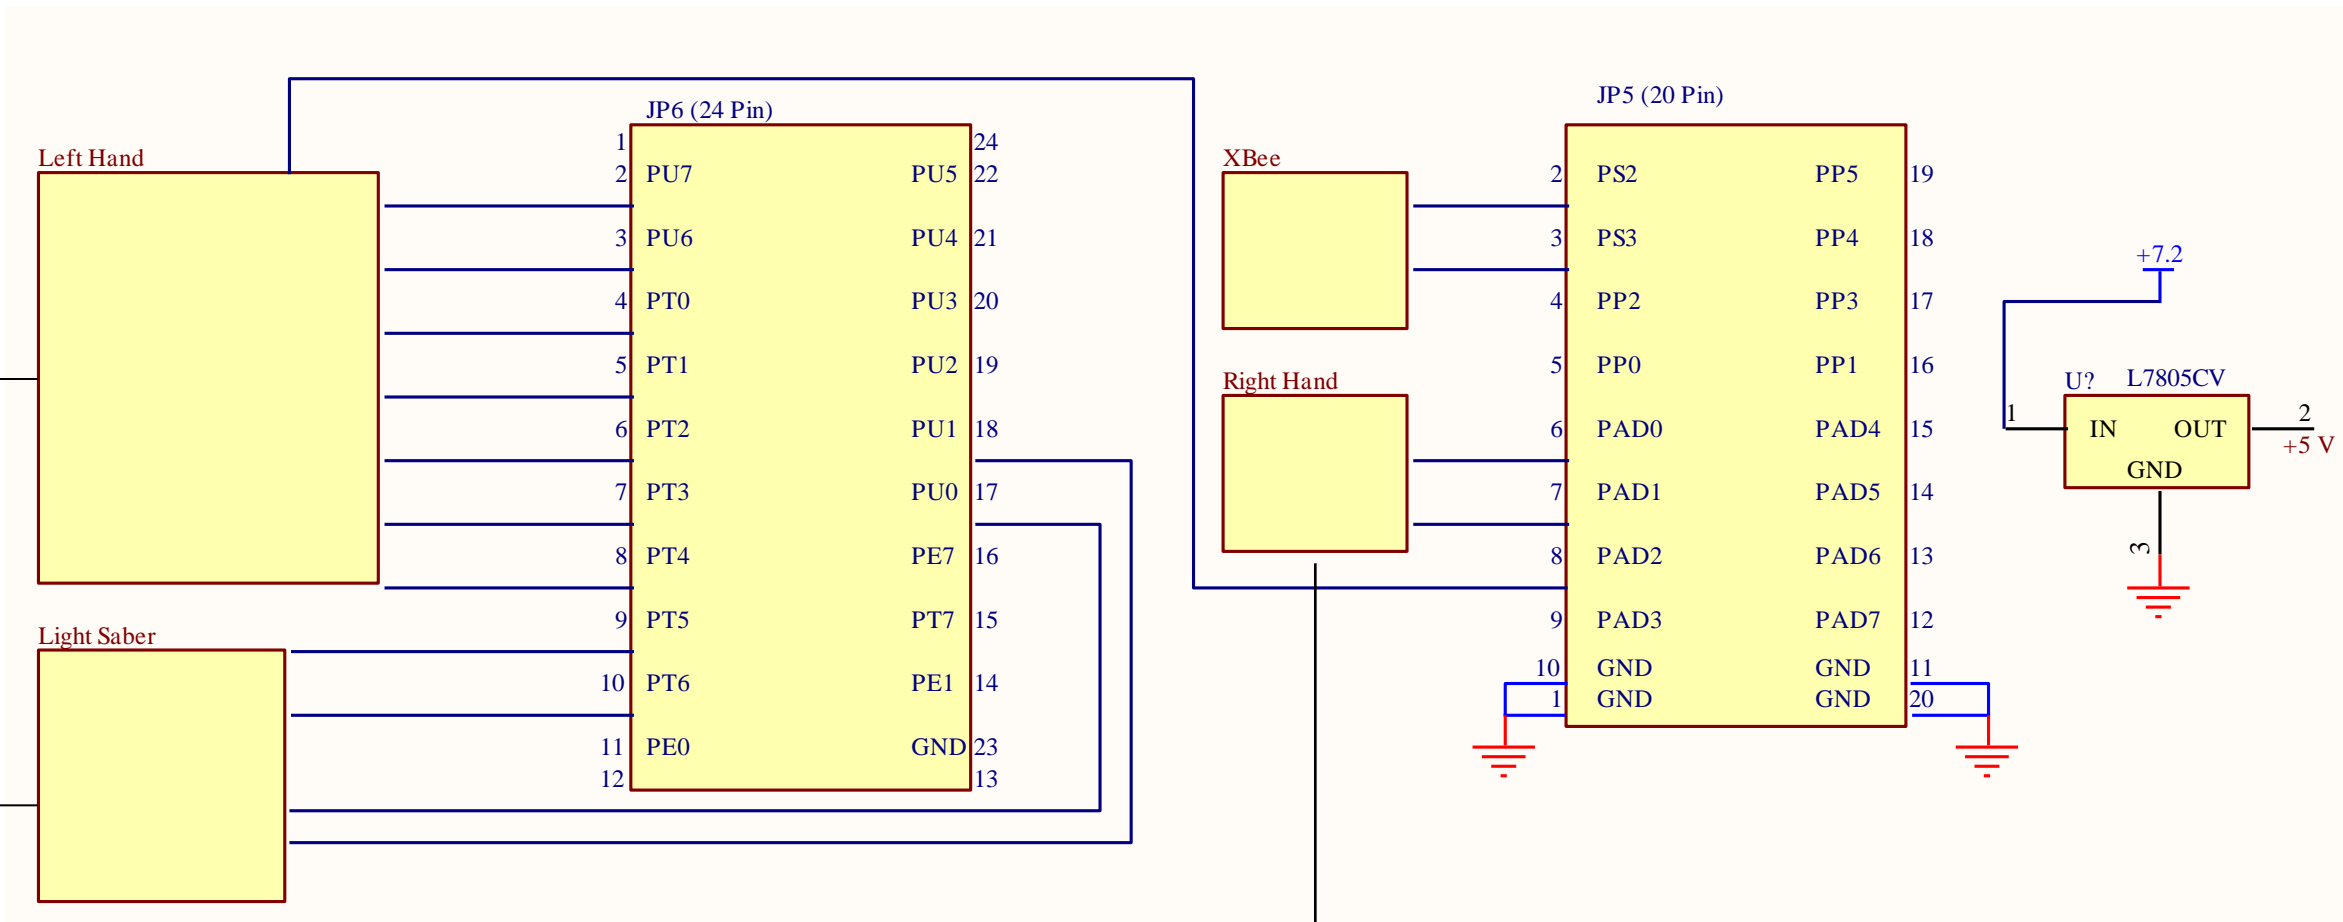 JP6 (24 Pin)
JP5 (20 Pin)
Left Hand
Light Saber
XBee
Right Hand
1 24
2 PU7 PU5 22
3 PU6 PU4 21
4 PT0 PU3 20
5 PT1 PU2 19
6 PT2 PU1 18
7 PT3 PU0 17
8 PT4 PE7 16
9 PT5 PT7 15
10 PT6 PE1 14
11 PE0 GND 23
12 13
2 PS2 PP5 19
3 PS3 PP4 18
4 PP2 PP3 17
5 PP0 PP1 16
6 PAD0 PAD4 15
7 PAD1 PAD5 14
8 PAD2 PAD6 13
9 PAD3 PAD7 12
10 GND GND 11
1 GND GND 20
+7.2
U? L7805CV
1 IN OUT 2
+5 V
GND
3